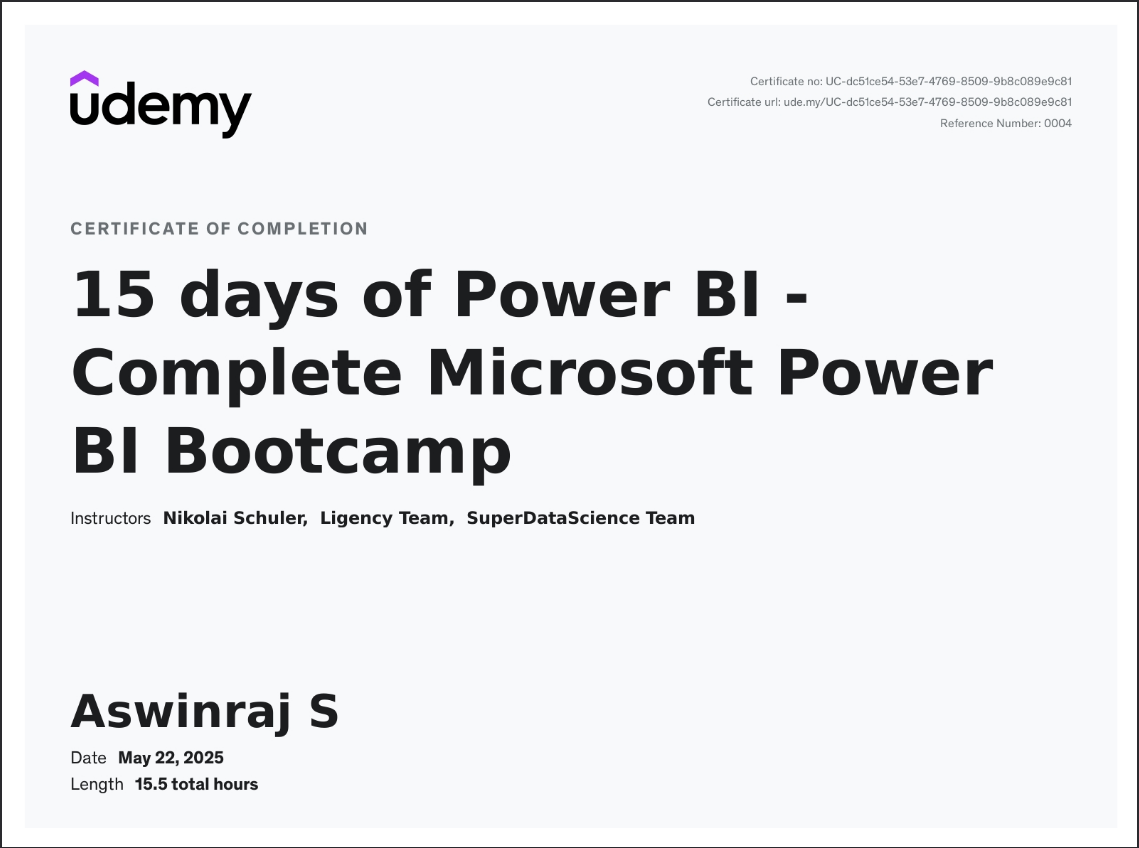 udemy
Certificate no: UC-dc51ce54-53e7-4769-8509-9b8c089e9c81
Certificate url: ude.my/UC-dc51ce54-53e7-4769-8509-9b8c089e9c81
Reference Number: 0004
CERTIFICATE OF COMPLETION
15 days of Power BI -
Complete Microsoft Power
BI Bootcamp
Instructors Nikolai Schuler, Ligency Team, SuperDataScience Team
Aswinraj S
Date May 22, 2025
Length 15.5 total hours